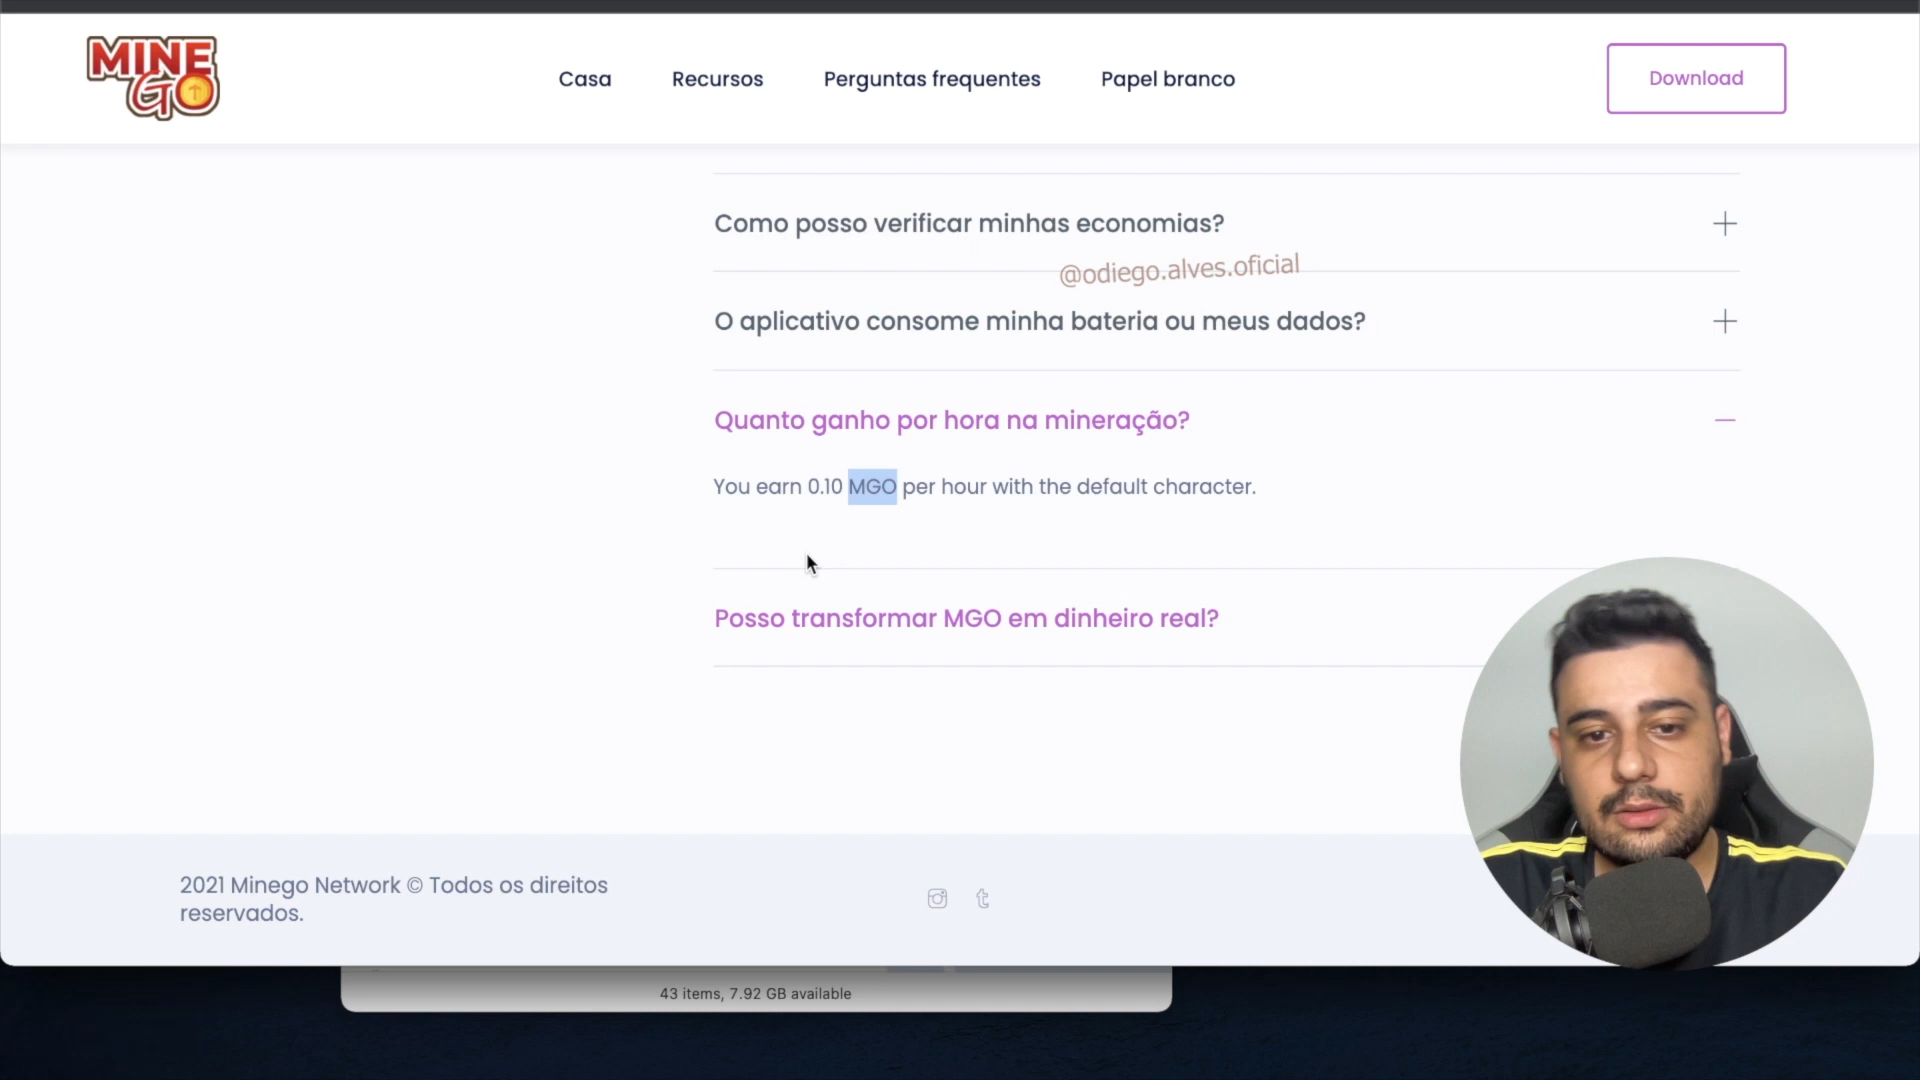 MINE
GO
Casa
Recursos
Perguntas frequentes
Papel branco
Download
Como posso verificar minhas economias?
@odiego.alves.oficial
O aplicativo consome minha bateria ou meus dados?
Quanto ganho por hora na mineração?
You earn 0.10 MGO per hour with the default character.
Posso transformar MGO em dinheiro real?
2021 Minego Network © Todos os direitos
reservados.
43 items, 7.92 GB available